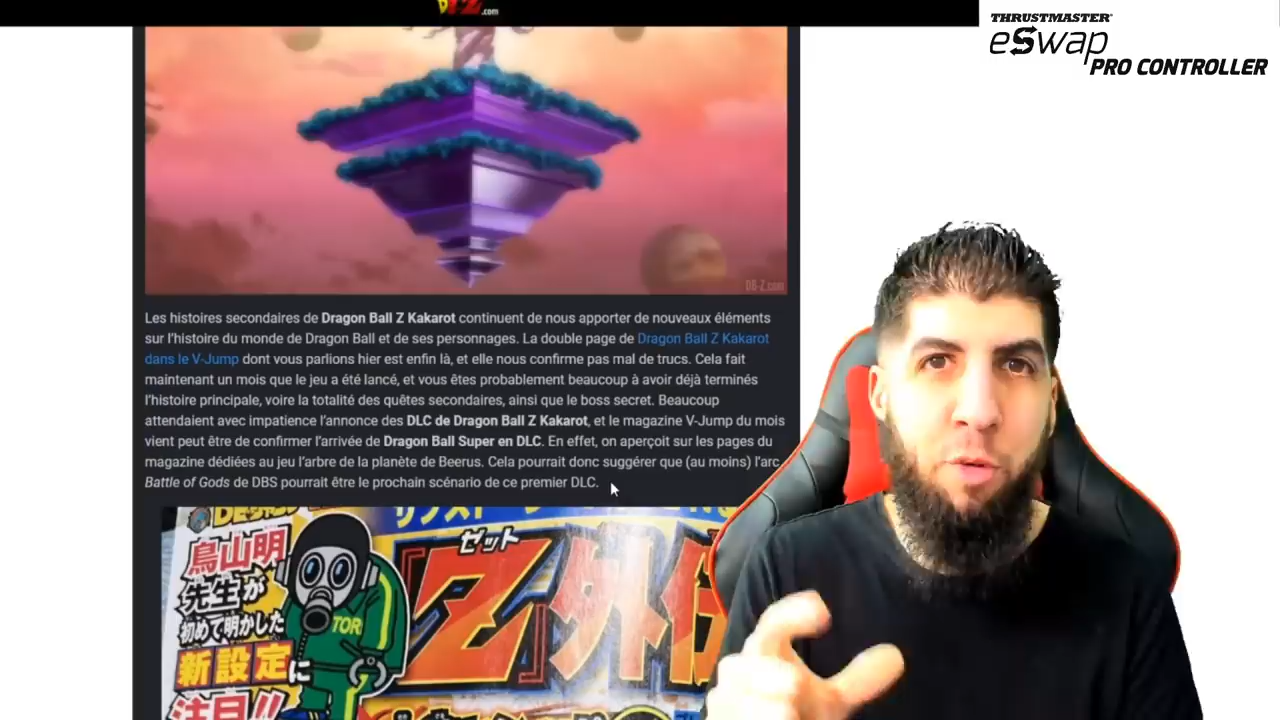 DBZ.com
THRUSTMASTER
eSwap
PRO CONTROLLER
DB-Z.com
Les histoires secondaires de Dragon Ball Z Kakarot continuent de nous apporter de nouveaux éléments
sur l'histoire du monde de Dragon Ball et de ses personnages. La double page de Dragon Ball Z Kakarot
dans le V-Jump dont vous parlions hier est enfin là, et elle nous confirme pas mal de trucs. Cela fait
maintenant un mois que le jeu a été lancé, et vous êtes probablement beaucoup à avoir déjà terminés
l'histoire principale, voire la totalité des quêtes secondaires, ainsi que le boss secret. Beaucoup
attendaient avec impatience l'annonce des DLC de Dragon Ball Z Kakarot, et le magazine V-Jump du mois
vient peut être de confirmer l'arrivée de Dragon Ball Super en DLC. En effet, on aperçoit sur les pages du
magazine dédiées au jeu l'arbre de la planète de Beerus. Cela pourrait donc suggérer que (au moins) l'arc
Battle of Gods de DBS pourrait être le prochain scénario de ce premier DLC.
鳥山明
先生が
初めて明かした
新設定に
注目!!
TORI
ゼット
『Z』外伝